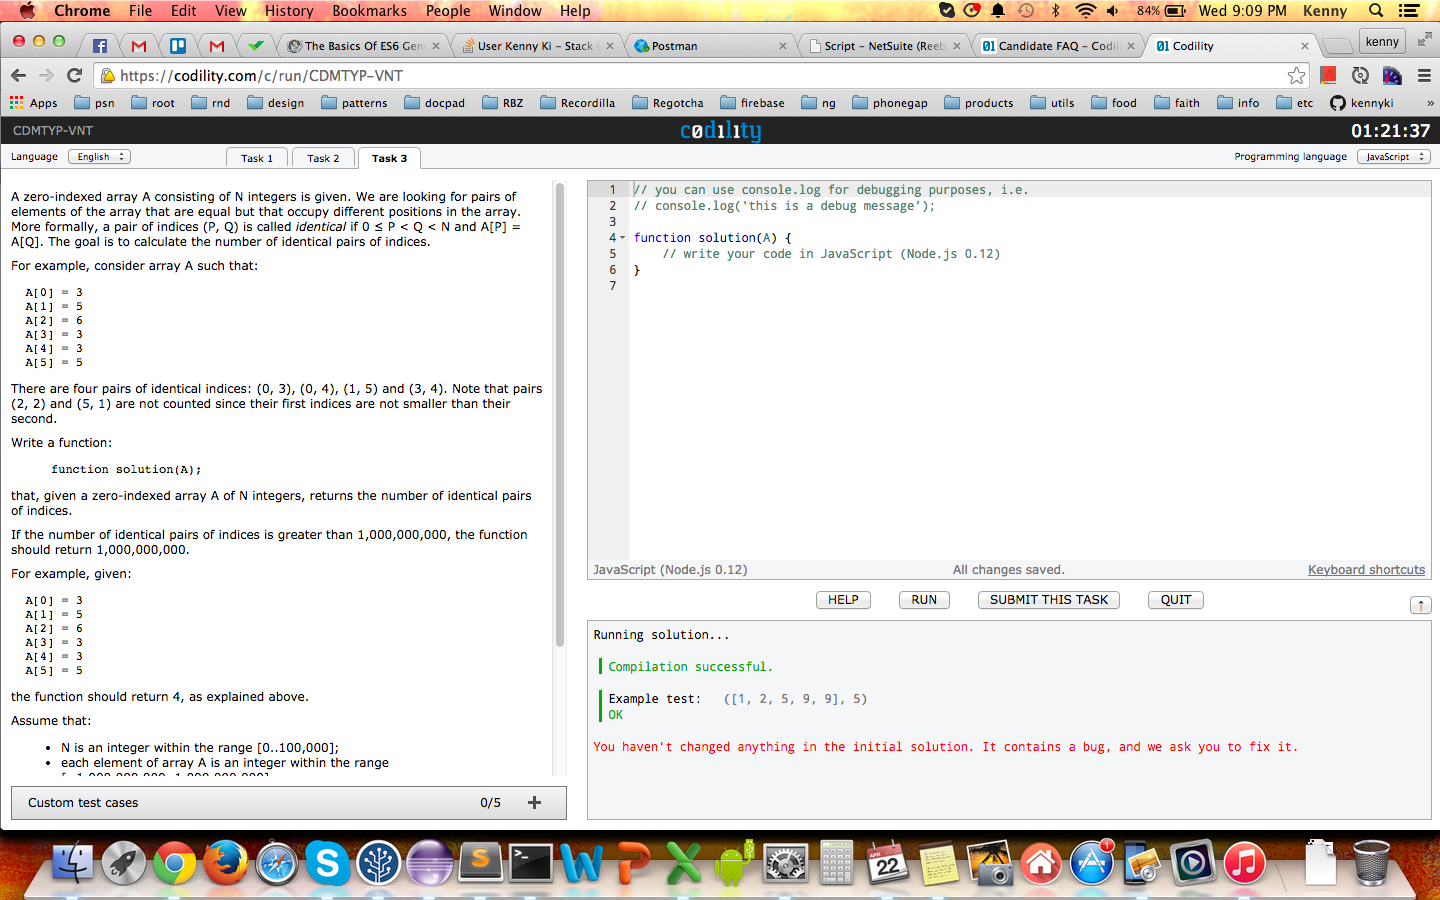 Chrome File Edit View History Bookmarks People Window Help 84% Wed 9:09 PM Kenny
The Basics Of ES6 Gen
User Kenny Ki – Stack
Postman
Script – NetSuite (Reeb
Candidate FAQ – Codil
Codility
kenny
https://codility.com/c/run/CDMTYP-VNT
Apps psn root rnd design patterns docpad RBZ Recordilla Regotcha firebase ng phonegap products utils food faith info etc kennyki »
CDMTYP-VNT codility 01:21:37
Language English Task 1 Task 2 Task 3 Programming language JavaScript
A zero-indexed array A consisting of N integers is given. We are looking for pairs of
elements of the array that are equal but that occupy different positions in the array.
More formally, a pair of indices (P, Q) is called identical if 0 ≤ P < Q < N and A[P] =
A[Q]. The goal is to calculate the number of identical pairs of indices.
For example, consider array A such that:
A[0] = 3
A[1] = 5
A[2] = 6
A[3] = 3
A[4] = 3
A[5] = 5
There are four pairs of identical indices: (0, 3), (0, 4), (1, 5) and (3, 4). Note that pairs
(2, 2) and (5, 1) are not counted since their first indices are not smaller than their
second.
Write a function:
function solution(A);
that, given a zero-indexed array A of N integers, returns the number of identical pairs
of indices.
If the number of identical pairs of indices is greater than 1,000,000,000, the function
should return 1,000,000,000.
For example, given:
A[0] = 3
A[1] = 5
A[2] = 6
A[3] = 3
A[4] = 3
A[5] = 5
the function should return 4, as explained above.
Assume that:
• N is an integer within the range [0..100,000];
• each element of array A is an integer within the range
Custom test cases 0/5 +
1 // you can use console.log for debugging purposes, i.e.
2 // console.log('this is a debug message');
3
4 function solution(A) {
5 // write your code in JavaScript (Node.js 0.12)
6 }
7
JavaScript (Node.js 0.12) All changes saved. Keyboard shortcuts
HELP RUN SUBMIT THIS TASK QUIT
Running solution...
Compilation successful.
Example test: ([1, 2, 5, 9, 9], 5)
OK
You haven't changed anything in the initial solution. It contains a bug, and we ask you to fix it.
APR
22
1